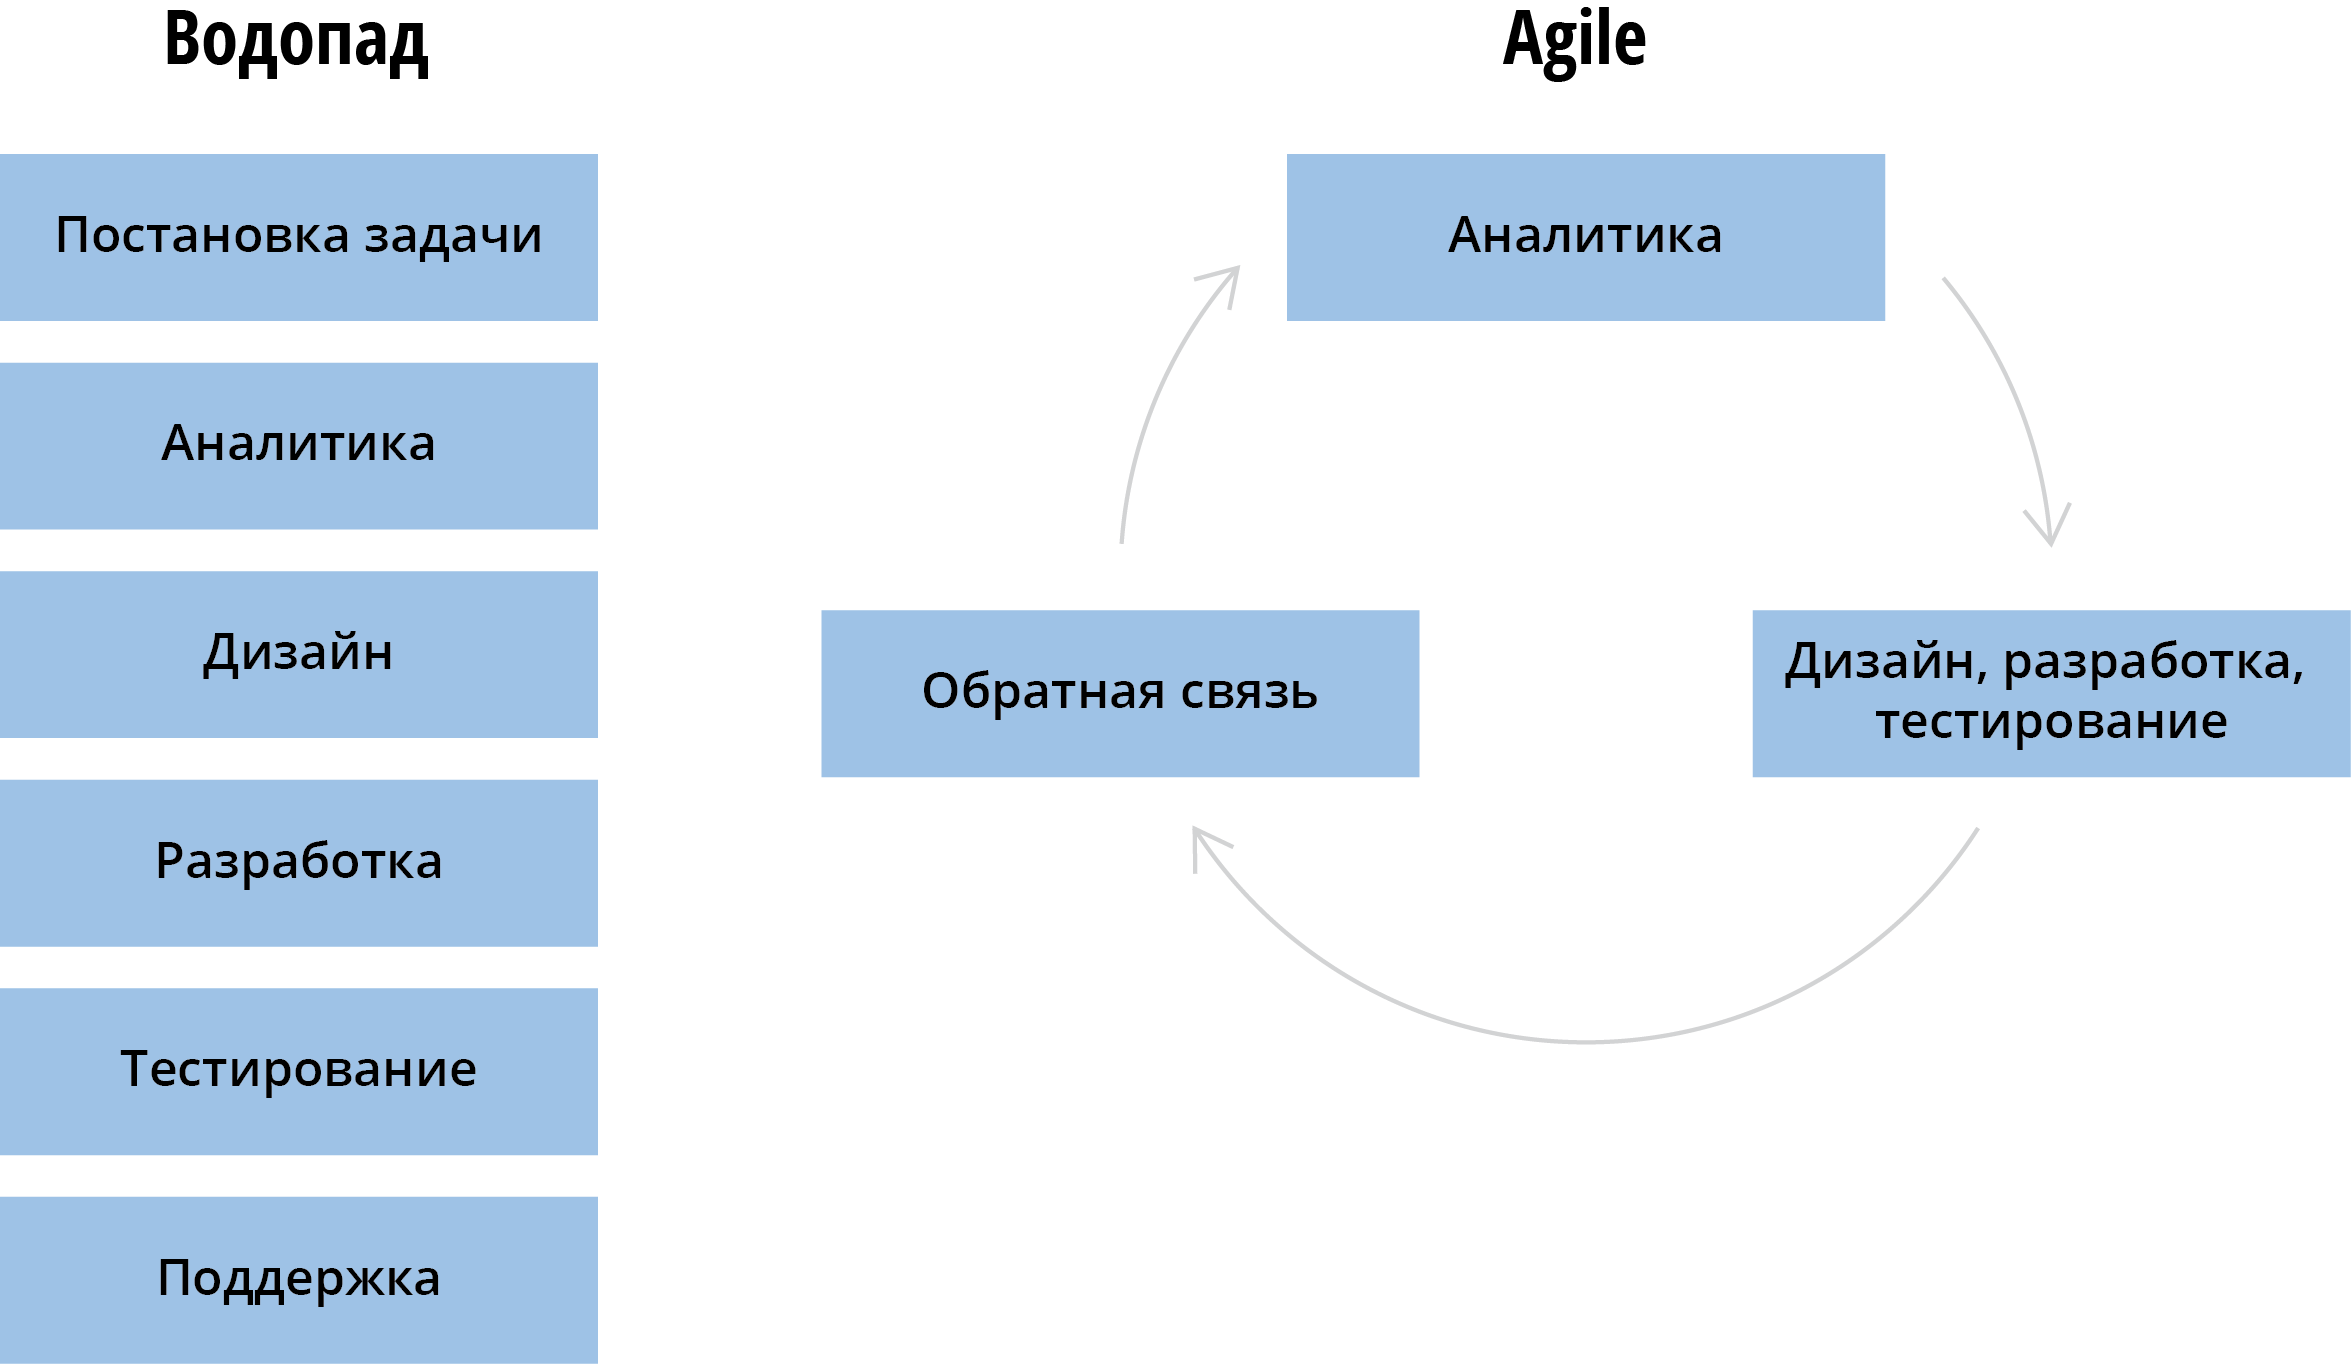 Водопад
Постановка задачи
Аналитика
Дизайн
Разработка
Тестирование
Поддержка
Agile
Аналитика
Дизайн, разработка,
тестирование
Обратная связь